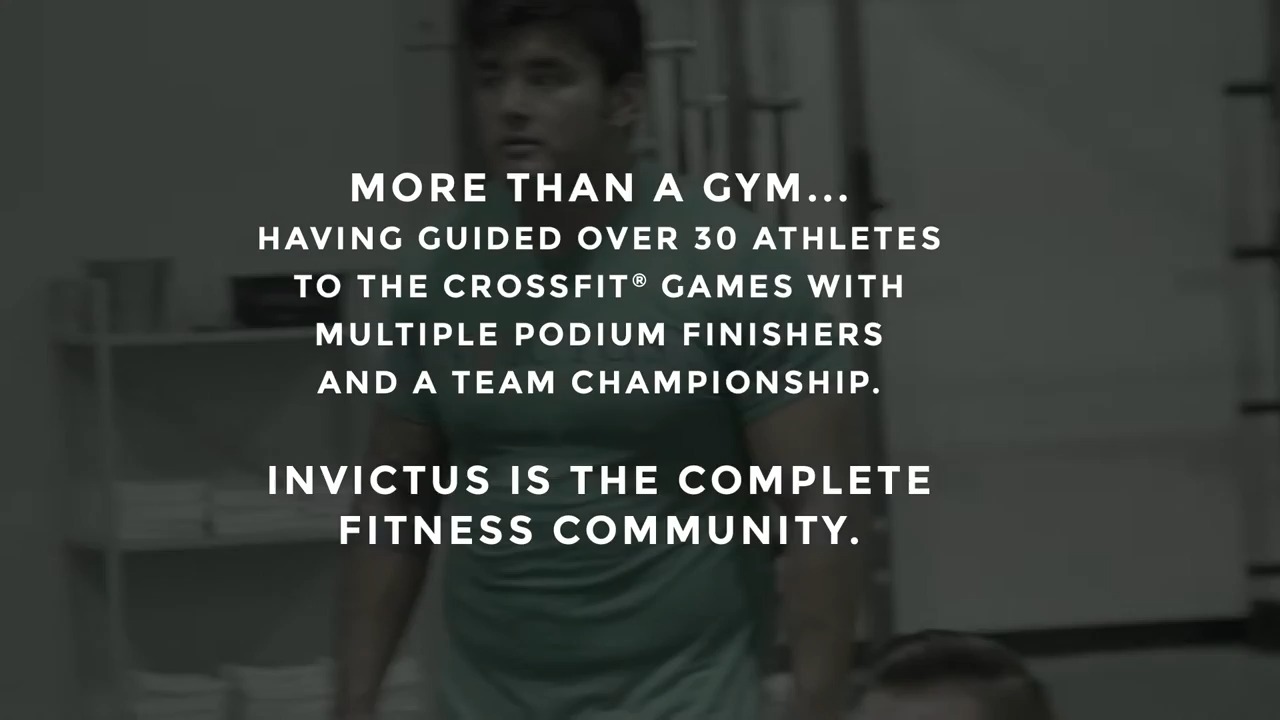 MORE THAN A GYM...
HAVING GUIDED OVER 30 ATHLETES
TO THE CROSSFIT® GAMES WITH
MULTIPLE PODIUM FINISHERS
AND A TEAM CHAMPIONSHIP.
INVICTUS IS THE COMPLETE
FITNESS COMMUNITY.